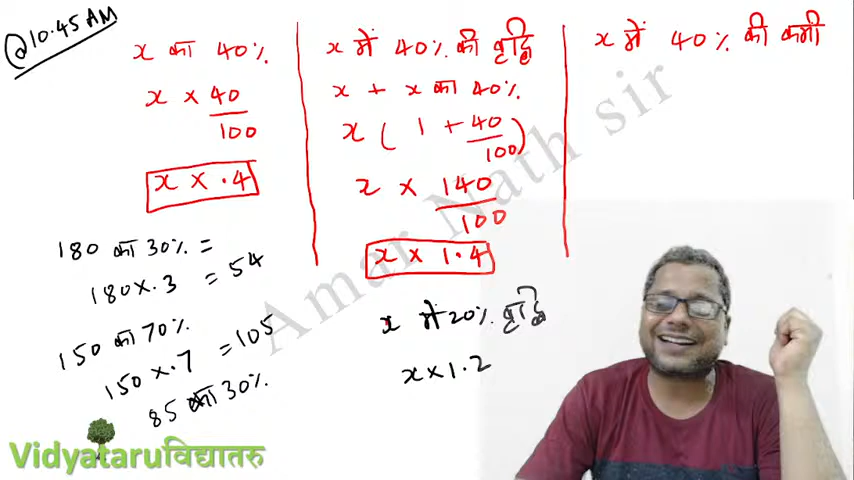 @10.45 AM
x का 40%
x × 40
100
x × .4
180 का 30% =
180×.3 = 54
150 का 70%
150 ×.7 = 105
85 का 30%
x में 40% की वृद्धि
x + x का 40%
x ( 1 + 40
100 )
x × 140
100
x × 1.4
x में 20% वृद्धि
x × 1.2
x में 40% की कमी
Amar Nath sir
Vidyataruविद्यातरु